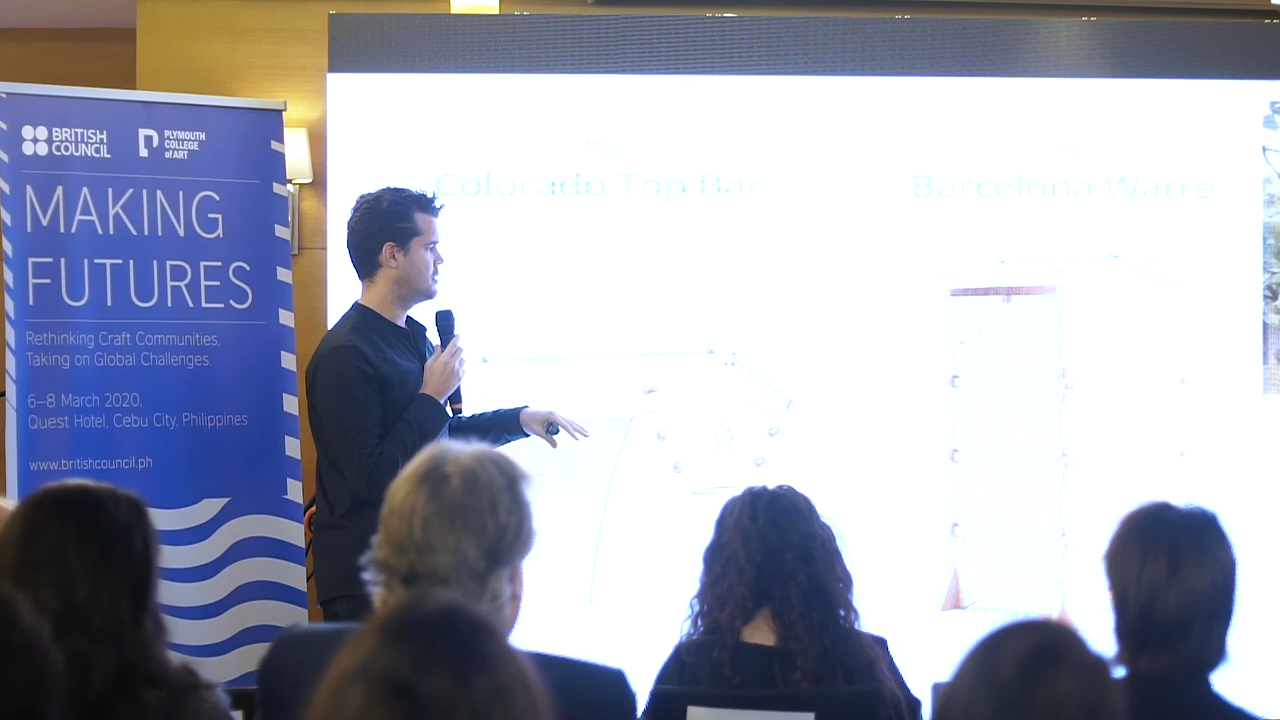 BRITISH
COUNCIL
PLYMOUTH
COLLEGE
of ART
MAKING
FUTURES
Rethinking Craft Communities,
Taking on Global Challenges.
6–8 March 2020,
Quest Hotel, Cebu City, Philippines
www.britishcouncil.ph
The
Colorado Top Bar
Barcelona Warre